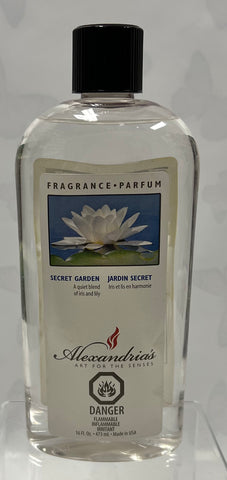 FRAGRANCE • PARFUM
SECRET GARDEN JARDIN SECRET
A quiet blend Iris et lis en harmonie
of iris and lily
Alexandria's
ART FOR THE SENSES
DANGER
FLAMMABLE
INFLAMMABLE
IRRITANT
16 fl. Oz. • 473 mL • Made in USA